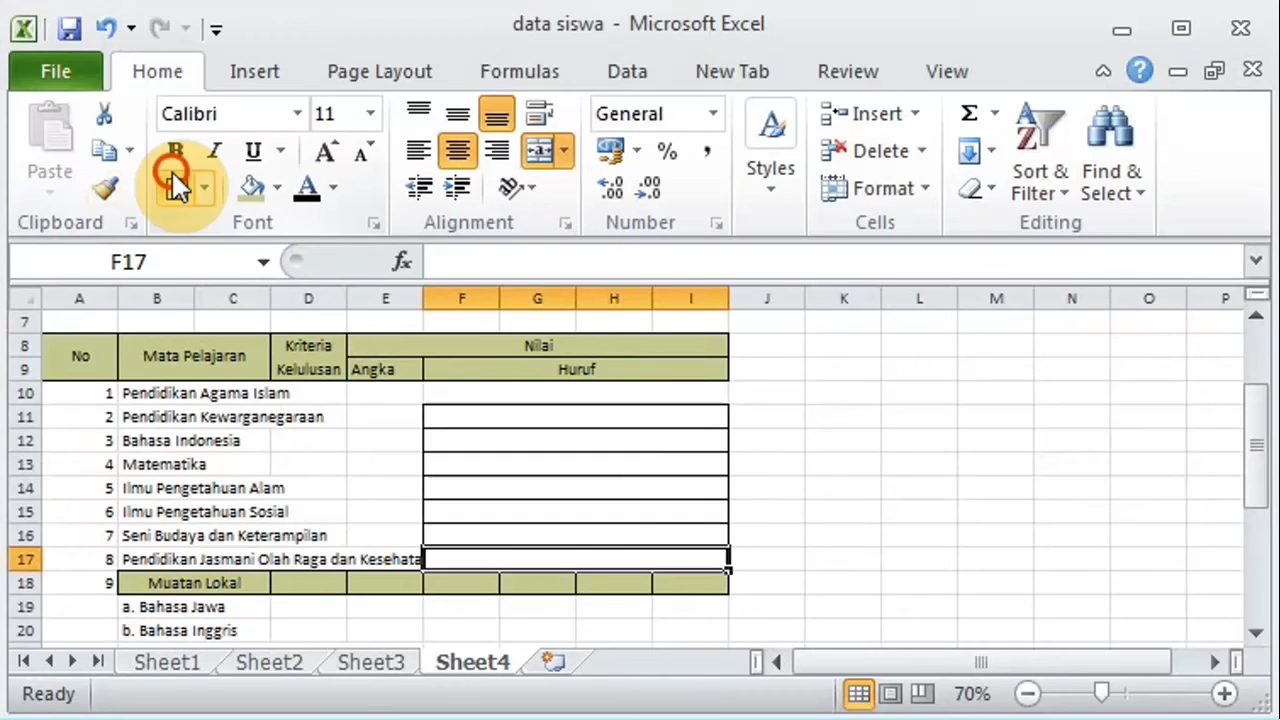 data siswa - Microsoft Excel
File Home Insert Page Layout Formulas Data New Tab Review View
Calibri 11 General Insert
Paste B I U A A % , Styles Delete Find &
A Format Sort & Filter Select
Clipboard Font Alignment Number Cells Editing
F17 fx
A B C D E F G H I J K L M N O P
7
8 No Mata Pelajaran Kriteria Nilai
9 Kelulusan Angka Huruf
10 1 Pendidikan Agama Islam
11 2 Pendidikan Kewarganegaraan
12 3 Bahasa Indonesia
13 4 Matematika
14 5 Ilmu Pengetahuan Alam
15 6 Ilmu Pengetahuan Sosial
16 7 Seni Budaya dan Keterampilan
17 8 Pendidikan Jasmani Olah Raga dan Kesehata
18 9 Muatan Lokal
19 a. Bahasa Jawa
20 b. Bahasa Inggris
Sheet1 Sheet2 Sheet3 Sheet4
Ready 70%